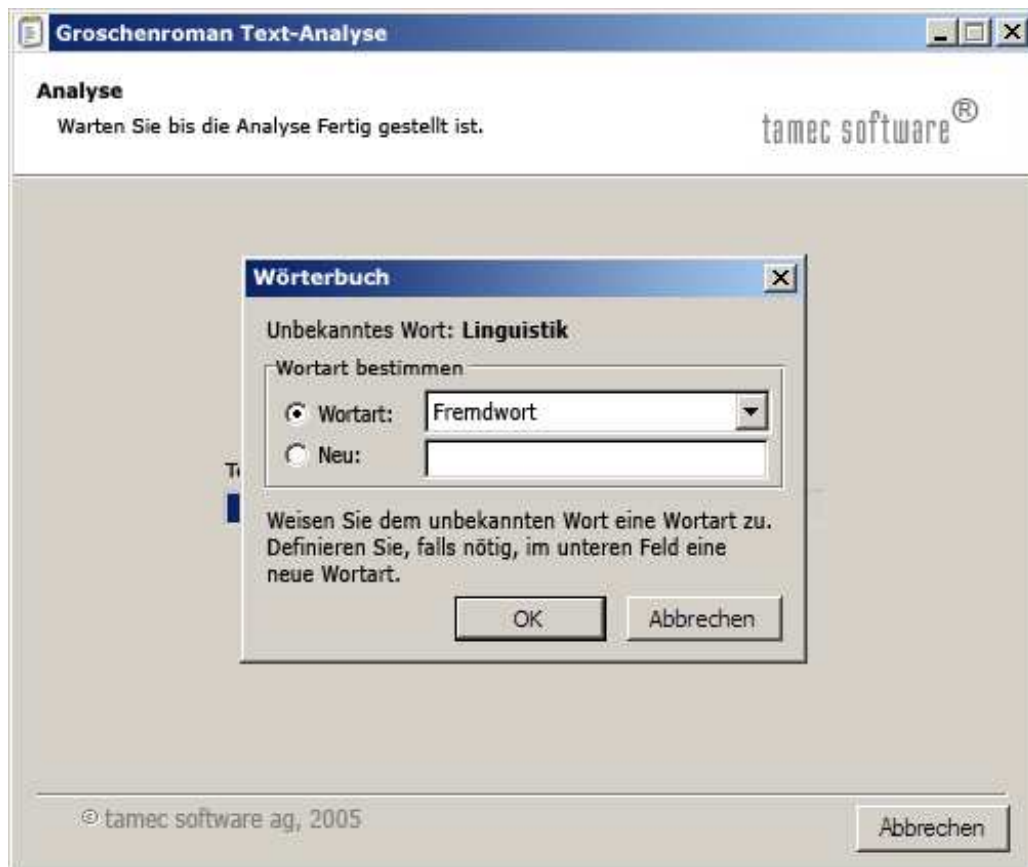 Groschenroman Text-Analyse
Analyse
Warten Sie bis die Analyse Fertig gestellt ist.
tamec software®
Wörterbuch
Unbekanntes Wort: Linguistik
Wortart bestimmen
Wortart: Fremdwort
Neu:
Weisen Sie dem unbekannten Wort eine Wortart zu.
Definieren Sie, falls nötig, im unteren Feld eine
neue Wortart.
OK Abbrechen
© tamec software ag, 2005
Abbrechen